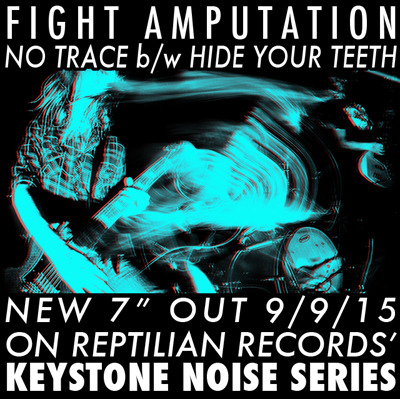 FIGHT AMPUTATION
NO TRACE b/w HIDE YOUR TEETH
NEW 7” OUT 9/9/15
ON REPTILIAN RECORDS’
KEYSTONE NOISE SERIES